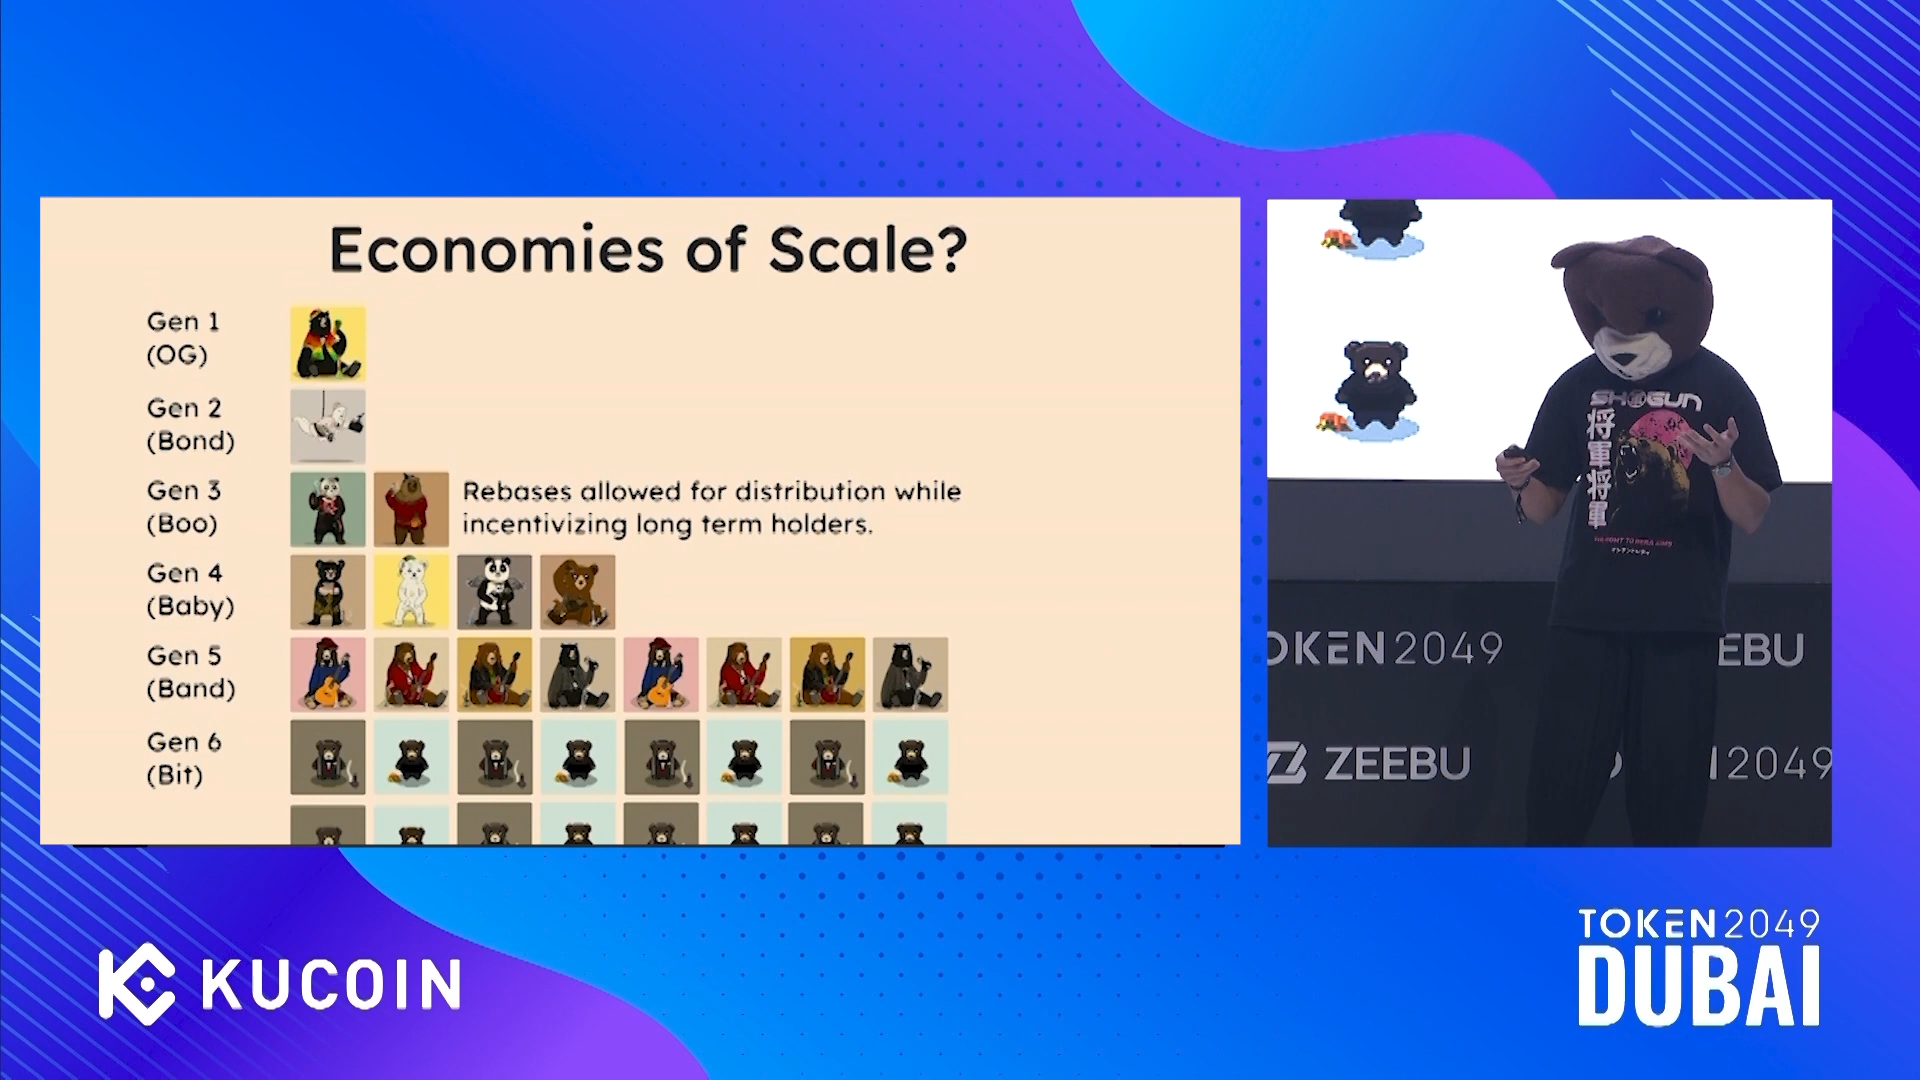 Economies of Scale?
Gen 1
(OG)
Gen 2
(Bond)
Gen 3
(Boo)
Rebases allowed for distribution while
incentivizing long term holders.
Gen 4
(Baby)
Gen 5
(Band)
Gen 6
(Bit)
SHOGUN
将軍将軍
OKEN2049
EBU
ZEEBU
2049
KUCOIN
TOKEN2049
DUBAI